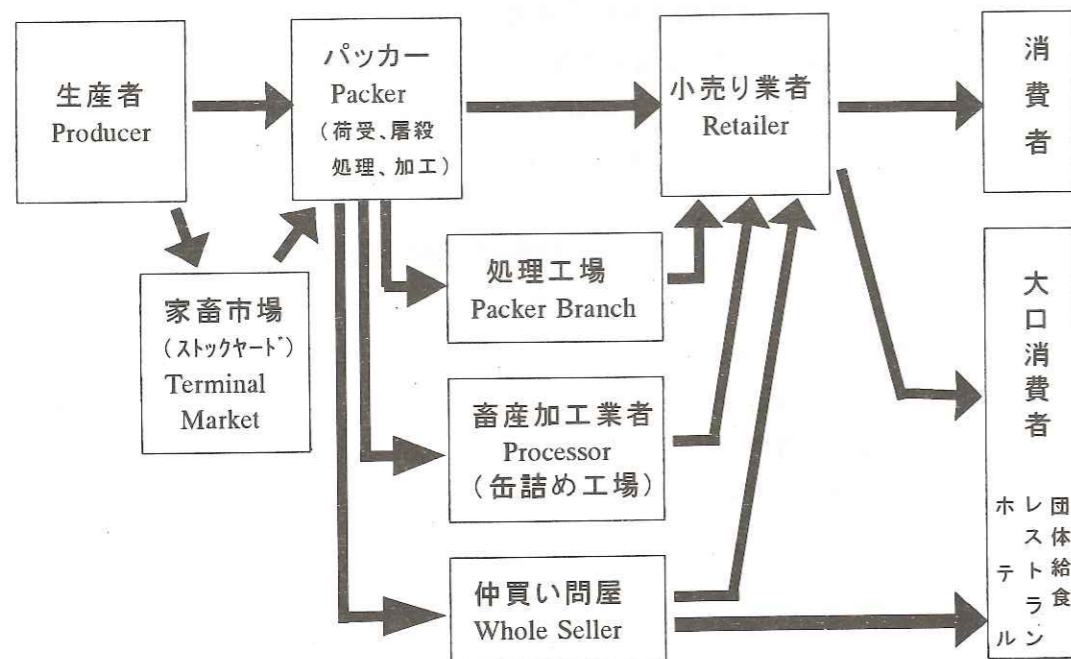 生産者
Producer
パッカー
Packer
（荷受、屠殺
処理、加工）
小売り業者
Retailer
消費者
家畜市場
（ストックヤード）
Terminal
Market
処理工場
Packer Branch
畜産加工業者
Processor
（缶詰め工場）
仲買い問屋
Whole Seller
大口消費者
団体給食
レストラン
ホテル